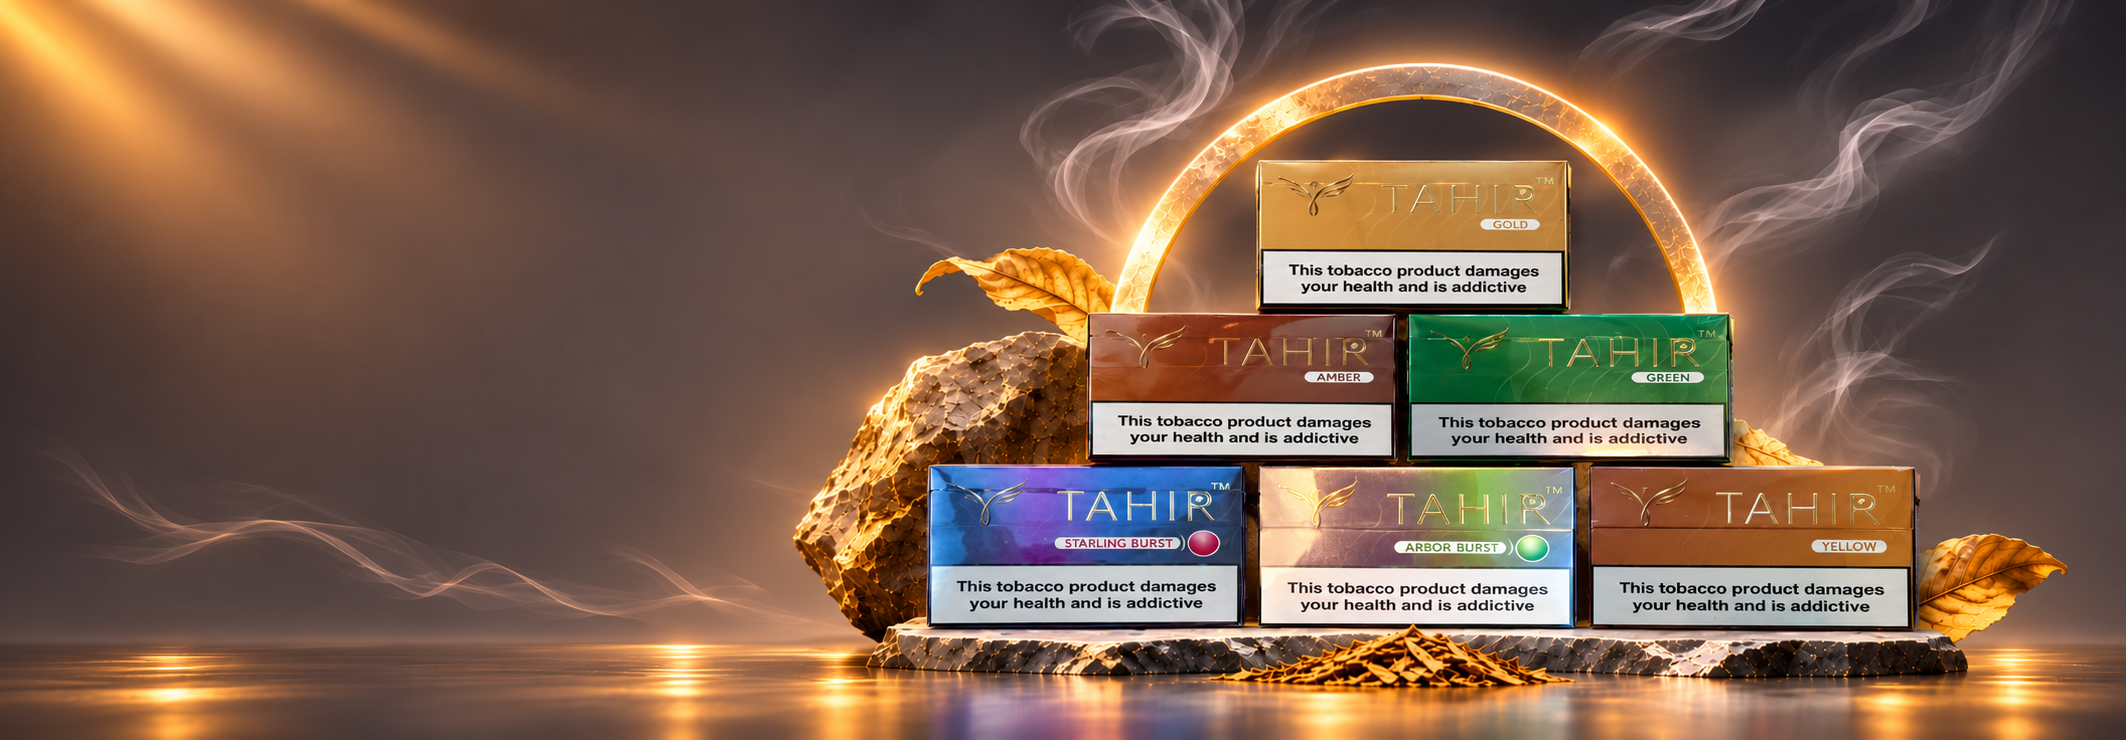 TAHIR™
GOLD
This tobacco product damages
your health and is addictive
TAHIR™
AMBER
This tobacco product damages
your health and is addictive
TAHIR™
GREEN
This tobacco product damages
your health and is addictive
TAHIR™
STARLING BURST
This tobacco product damages
your health and is addictive
TAHIR™
ARBOR BURST
This tobacco product damages
your health and is addictive
TAHIR™
YELLOW
This tobacco product damages
your health and is addictive